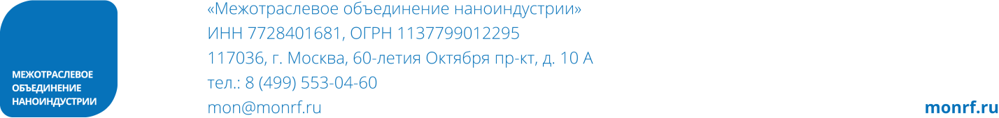 МЕЖОТРАСЛЕВОЕ
ОБЪЕДИНЕНИЕ
НАНОИНДУСТРИИ
«Межотраслевое объединение наноиндустрии»
ИНН 7728401681, ОГРН 1137799012295
117036, г. Москва, 60-летия Октября пр-кт, д. 10 А
тел.: 8 (499) 553-04-60
mon@monrf.ru
monrf.ru